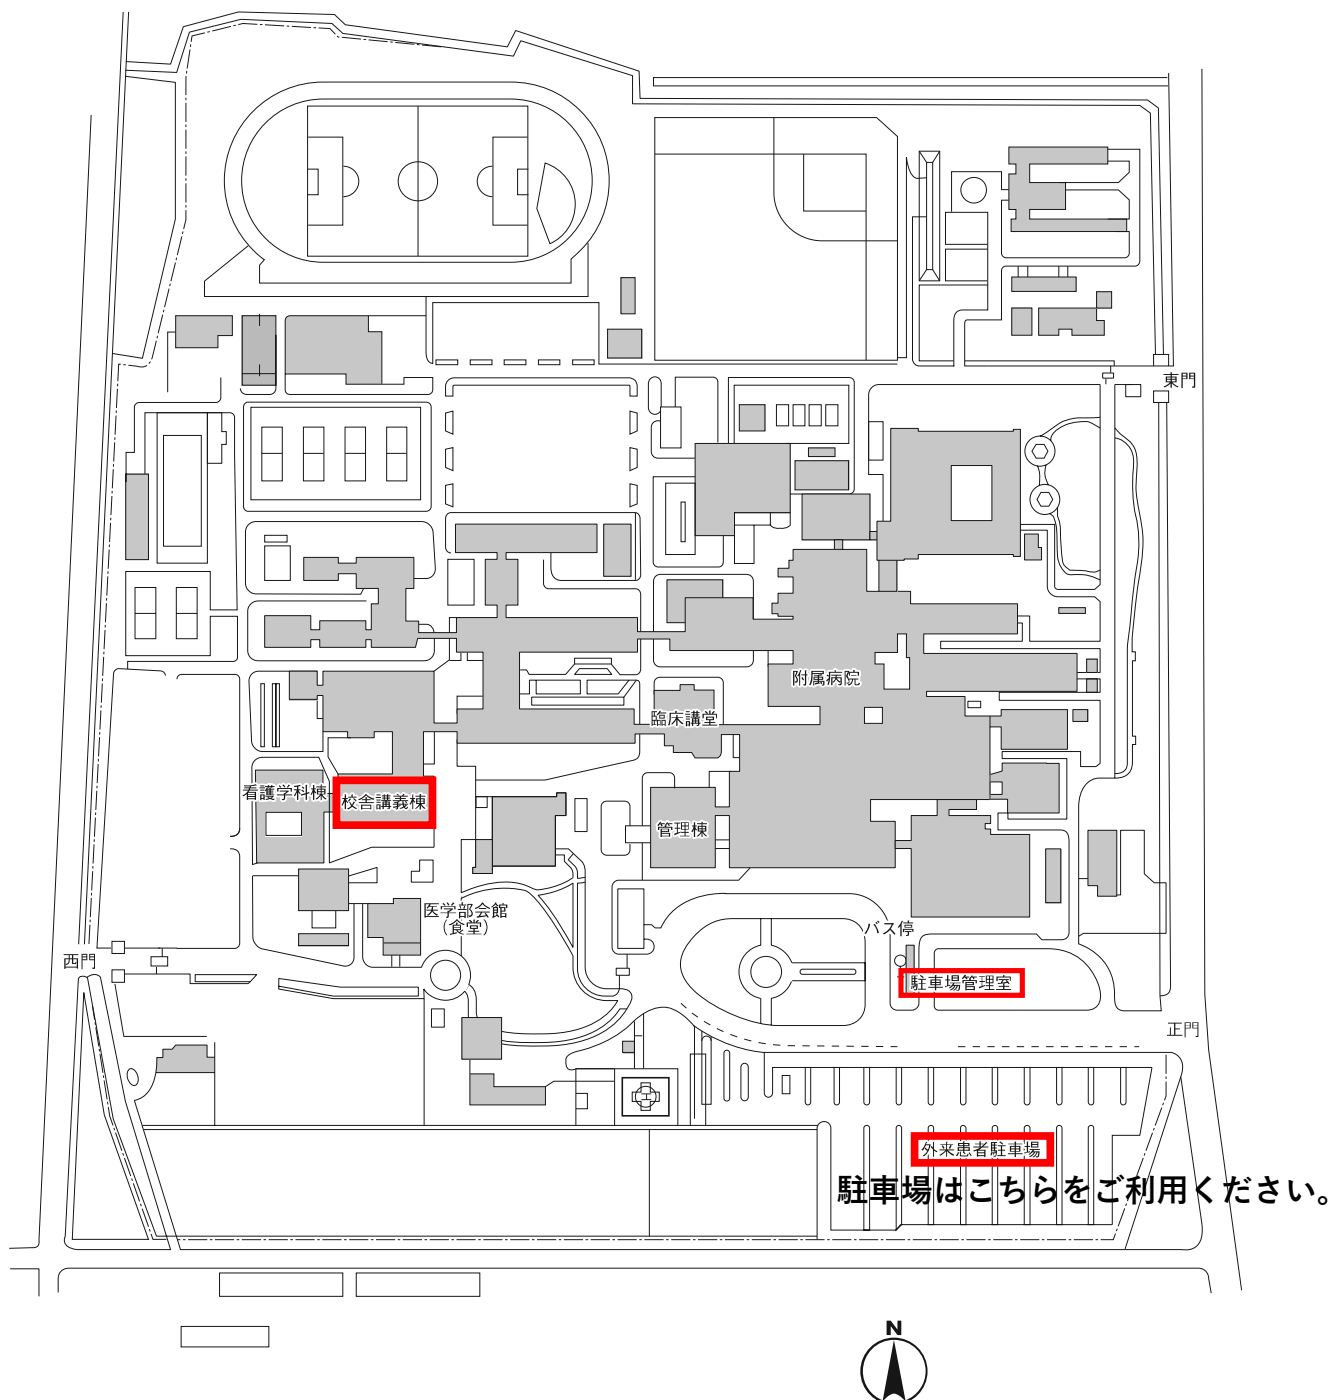 東門
附属病院
臨床講堂
看護学科棟
校舎講義棟
管理棟
医学部会館
(食堂)
バス停
西門
駐車場管理室
正門
外来患者駐車場
駐車場はこちらをご利用ください。
N